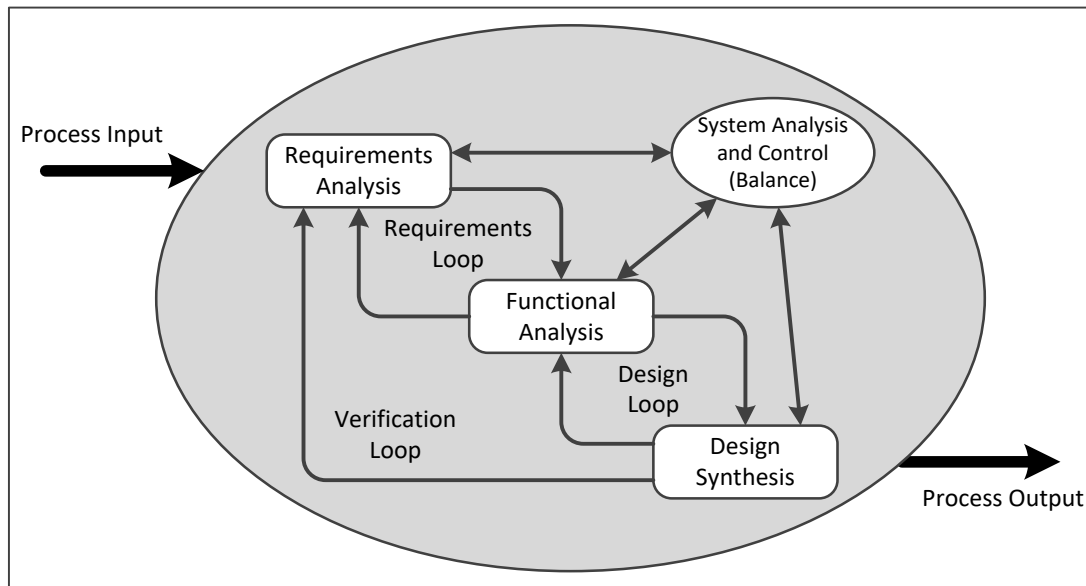 Process Input
Requirements
Analysis
System Analysis
and Control
(Balance)
Requirements
Loop
Functional
Analysis
Design
Loop
Verification
Loop
Design
Synthesis
Process Output